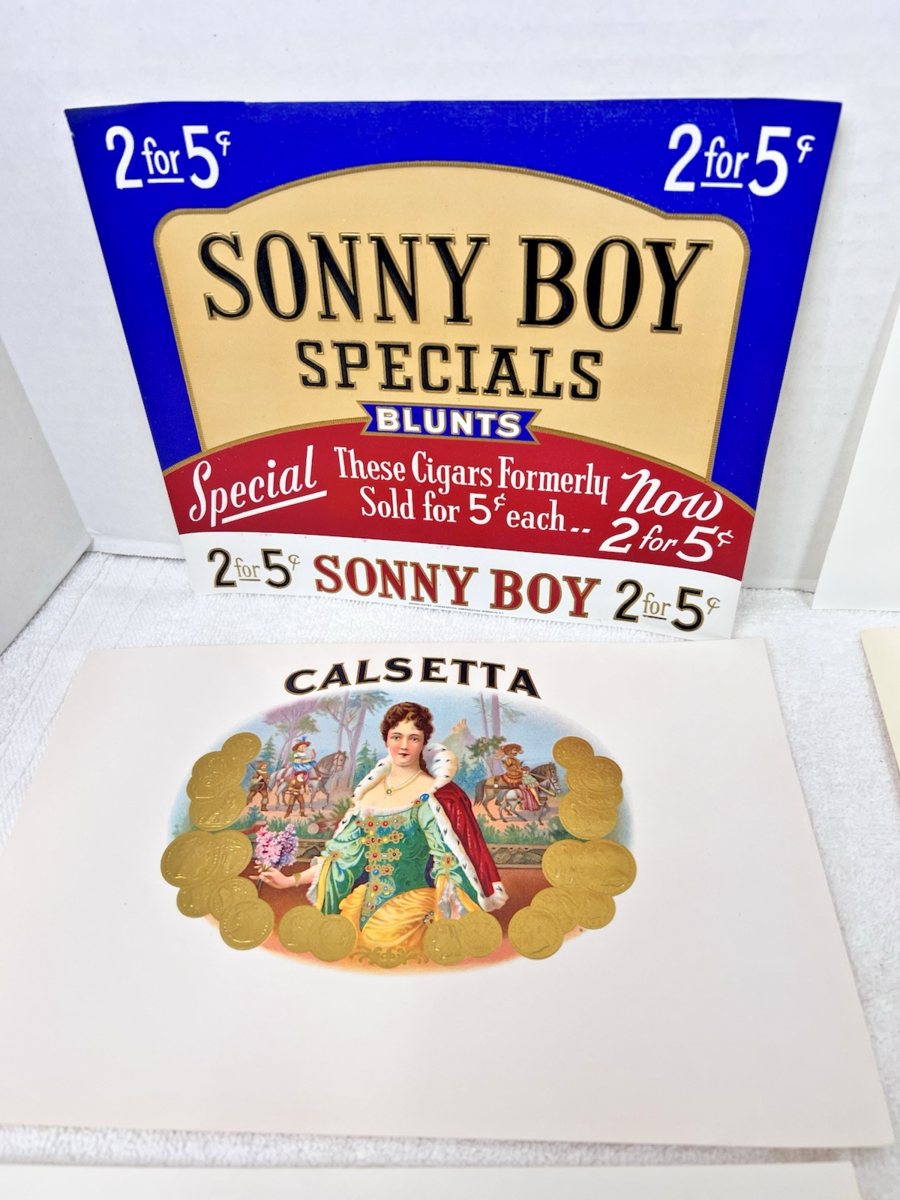 2 for 5¢ 2 for 5¢
SONNY BOY
SPECIALS
BLUNTS
Special These Cigars Formerly Now
Sold for 5¢ each.. 2 for 5¢
2 for 5¢ SONNY BOY 2 for 5¢
CALSETTA